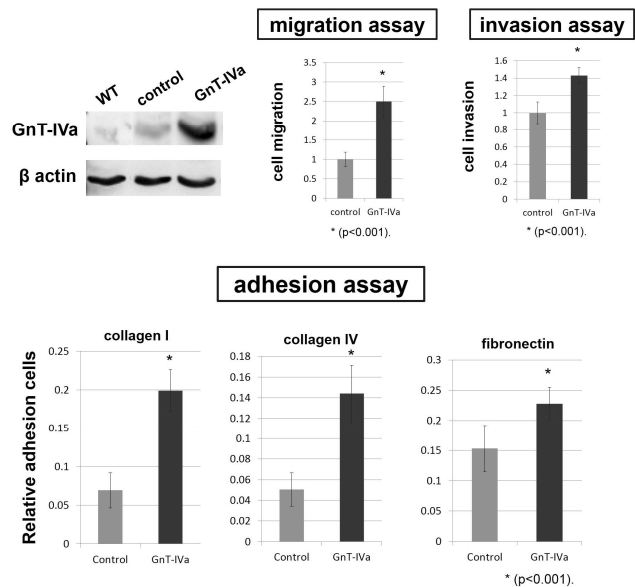 migration assay
invasion assay
WT control GnT-IVa
GnT-IVa
β actin
cell migration
3.5
3
2.5
2
1.5
1
0.5
0
*
control GnT-IVa
* (p<0.001).
cell invasion
1.6
1.4
1.2
1
0.8
0.6
0.4
0.2
0
*
control GnT-IVa
* (p<0.001).
adhesion assay
Relative adhesion cells
collagen I
0.25
0.2
0.15
0.1
0.05
0
*
Control GnT-IVa
collagen IV
0.18
0.16
0.14
0.12
0.1
0.08
0.06
0.04
0.02
0
*
Control GnT-IVa
fibronectin
0.3
0.25
0.2
0.15
0.1
0.05
0
*
Control GnT-IVa
* (p<0.001).